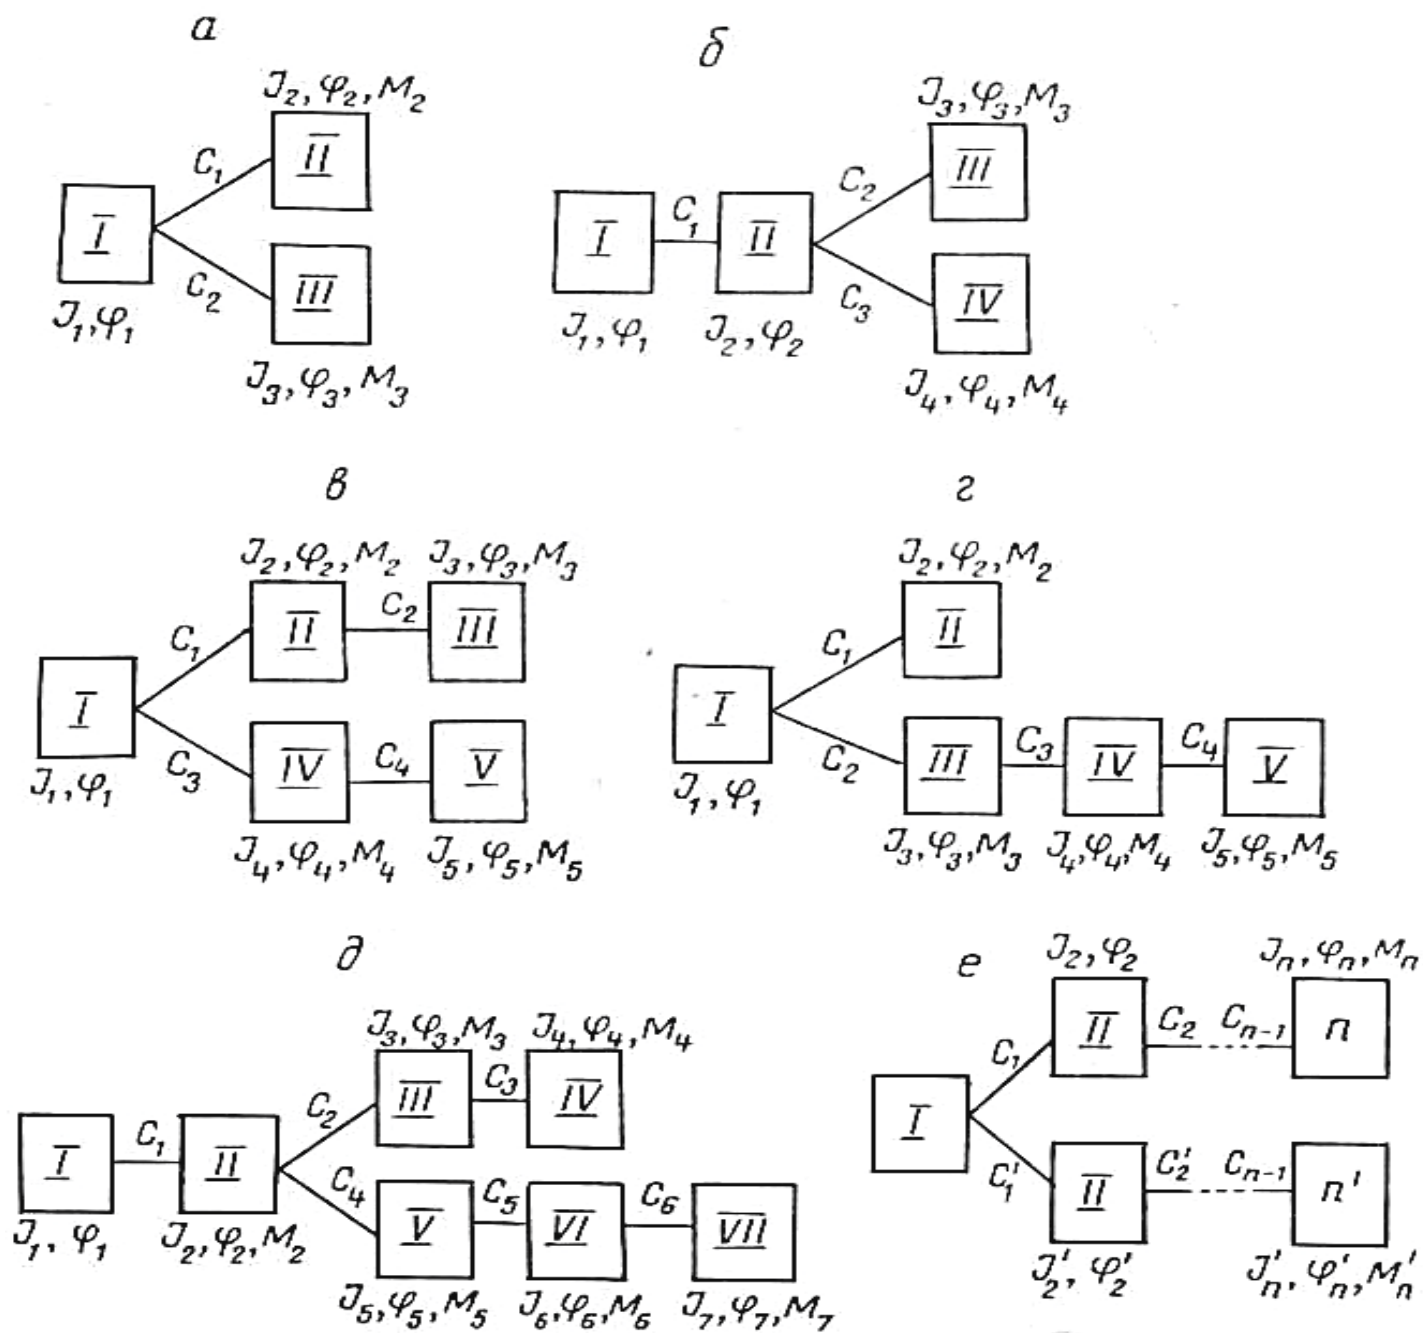 а
J₂, φ₂, M₂
C₁
II
I
C₂
III
J₁, φ₁
J₃, φ₃, M₃
б
J₃, φ₃, M₃
C₂
III
I
C₁
II
C₃
IV
J₁, φ₁
J₂, φ₂
J₄, φ₄, M₄
в
J₂, φ₂, M₂
J₃, φ₃, M₃
C₁
II
C₂
III
I
C₃
IV
C₄
V
J₁, φ₁
J₄, φ₄, M₄
J₅, φ₅, M₅
г
J₂, φ₂, M₂
C₁
II
I
C₂
III
C₃
IV
C₄
V
J₁, φ₁
J₃, φ₃, M₃
J₄, φ₄, M₄
J₅, φ₅, M₅
д
J₃, φ₃, M₃
J₄, φ₄, M₄
C₂
III
C₃
IV
I
C₁
II
C₄
V
C₅
VI
C₆
VII
J₁, φ₁
J₂, φ₂, M₂
J₅, φ₅, M₅
J₆, φ₆, M₆
J₇, φ₇, M₇
е
J₂, φ₂
Jₙ, φₙ, Mₙ
C₁
II
C₂
Cₙ₋₁
n
I
C₁'
II
C₂'
Cₙ₋₁
n'
J₂', φ₂'
Jₙ', φₙ', Mₙ'